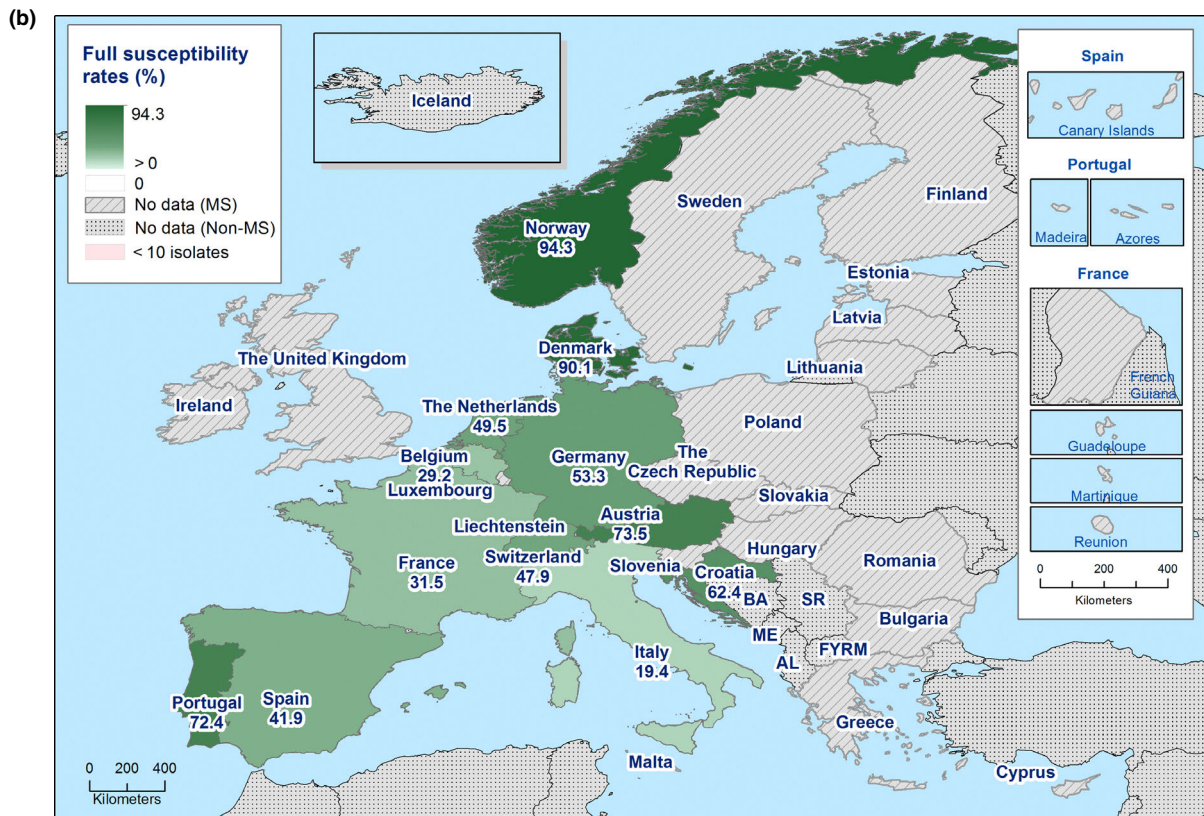 (b)
Full susceptibility
rates (%)
94.3
> 0
0
No data (MS)
No data (Non-MS)
< 10 isolates
Iceland
Norway
94.3
Sweden
Finland
Estonia
Latvia
Lithuania
Denmark
90.1
The United Kingdom
Ireland
The Netherlands
49.5
Belgium
29.2
Luxembourg
Germany
53.3
Poland
The
Czech Republic
Slovakia
Austria
73.5
Liechtenstein
Switzerland
47.9
France
31.5
Slovenia
Croatia
62.4
Hungary
Romania
BA
SR
Bulgaria
ME
FYRM
AL
Italy
19.4
Portugal
72.4
Spain
41.9
Greece
Malta
Cyprus
0 200 400
Kilometers
Spain
Canary Islands
Portugal
Madeira
Azores
France
French
Guiana
Guadeloupe
Martinique
Reunion
0 200 400
Kilometers